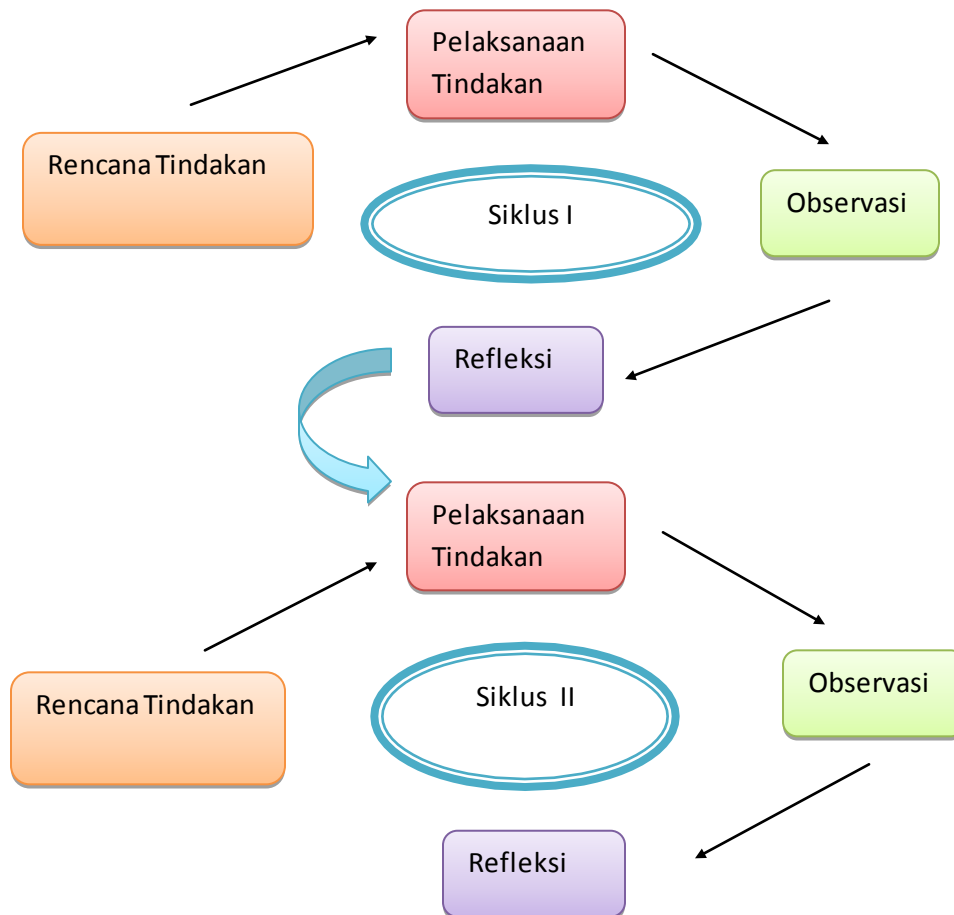 Pelaksanaan
Tindakan
Rencana Tindakan
Siklus I
Observasi
Refleksi
Pelaksanaan
Tindakan
Rencana Tindakan
Siklus II
Observasi
Refleksi